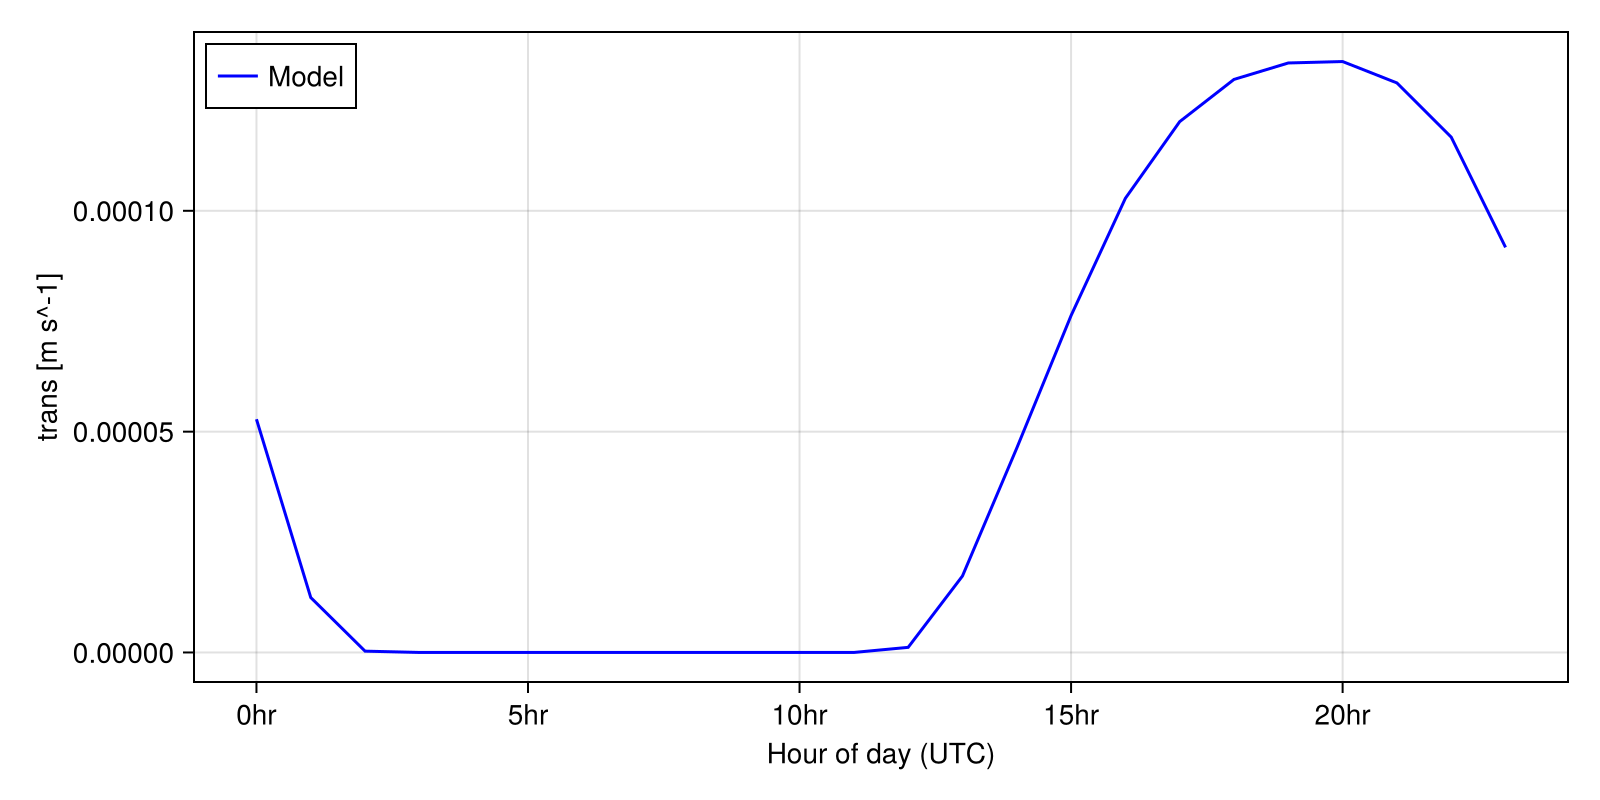 Model
trans [m s^-1]
0.00010
0.00005
0.00000
0hr
5hr
10hr
15hr
20hr
Hour of day (UTC)